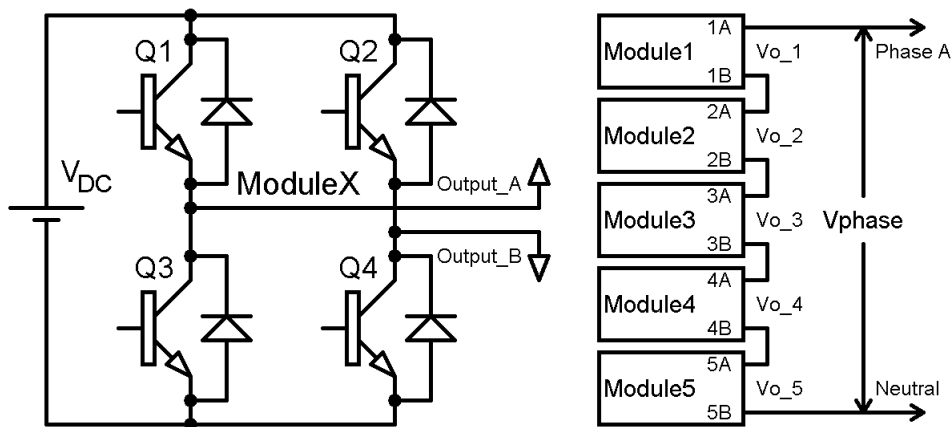 Q1
Q2
VDC
ModuleX
Output_A
Output_B
Q3
Q4
Module1
1A
1B
Vo_1
Phase A
Module2
2A
2B
Vo_2
Module3
3A
3B
Vo_3
Vphase
Module4
4A
4B
Vo_4
Module5
5A
5B
Vo_5
Neutral